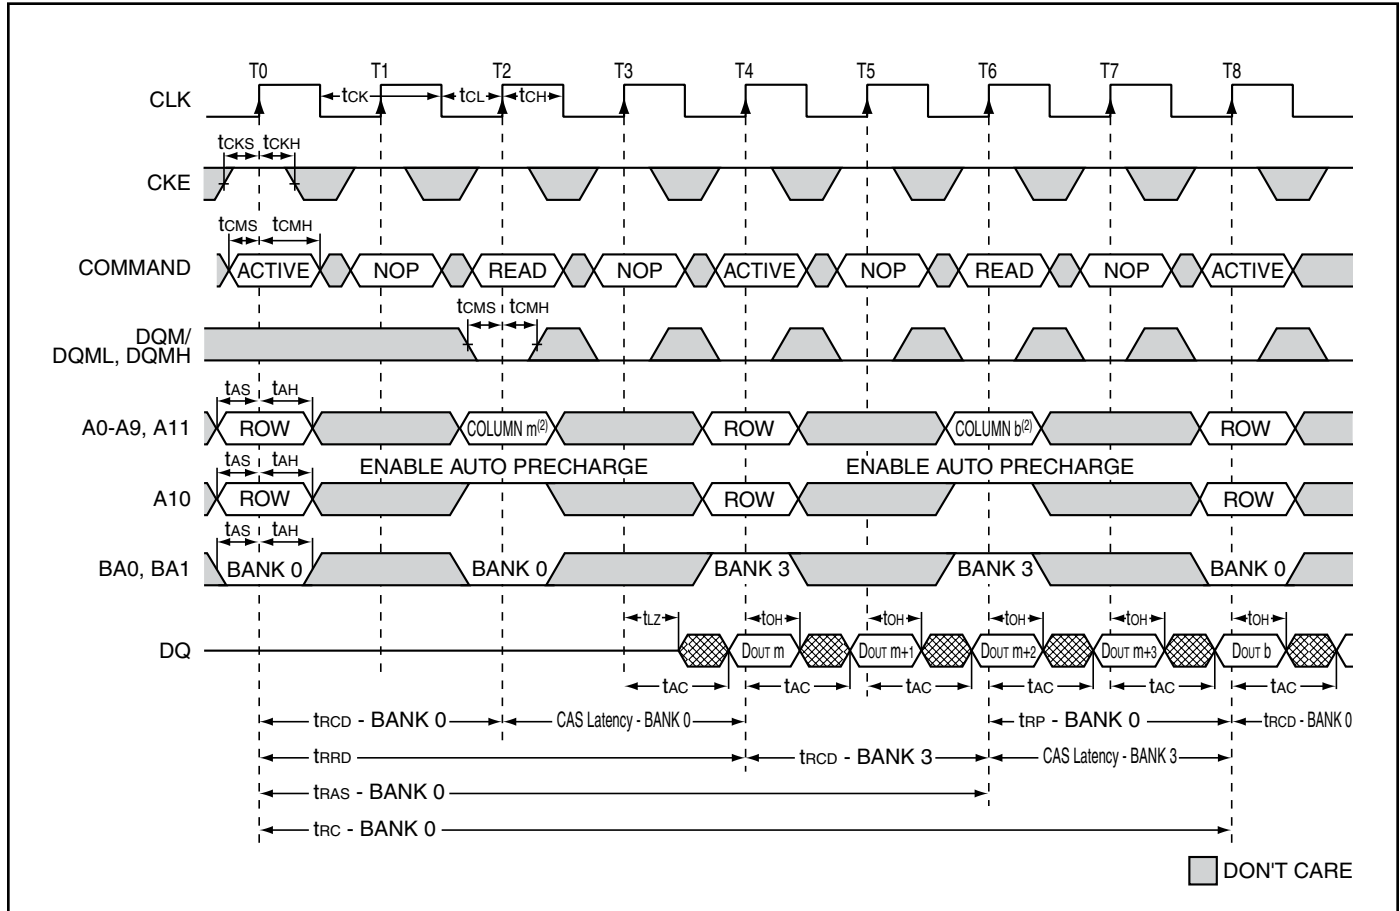 T0 T1 T2 T3 T4 T5 T6 T7 T8
CLK tCK tCL tCH
tCKS tCKH
CKE
tCMS tCMH
COMMAND ACTIVE NOP READ NOP ACTIVE NOP READ NOP ACTIVE
tCMS tCMH
DQM/
DQML, DQMH
tAS tAH
A0-A9, A11 ROW COLUMN m(2) ROW COLUMN b(2) ROW
tAS tAH ENABLE AUTO PRECHARGE ENABLE AUTO PRECHARGE
A10 ROW ROW ROW
tAS tAH
BA0, BA1 BANK 0 BANK 0 BANK 3 BANK 3 BANK 0
tLZ tOH tOH tOH tOH tOH
DQ DOUT m DOUT m+1 DOUT m+2 DOUT m+3 DOUT b
tAC tAC tAC tAC tAC tAC
tRCD - BANK 0 CAS Latency - BANK 0 tRP - BANK 0 tRCD - BANK 0
tRRD tRCD - BANK 3 CAS Latency - BANK 3
tRAS - BANK 0
tRC - BANK 0
DON'T CARE